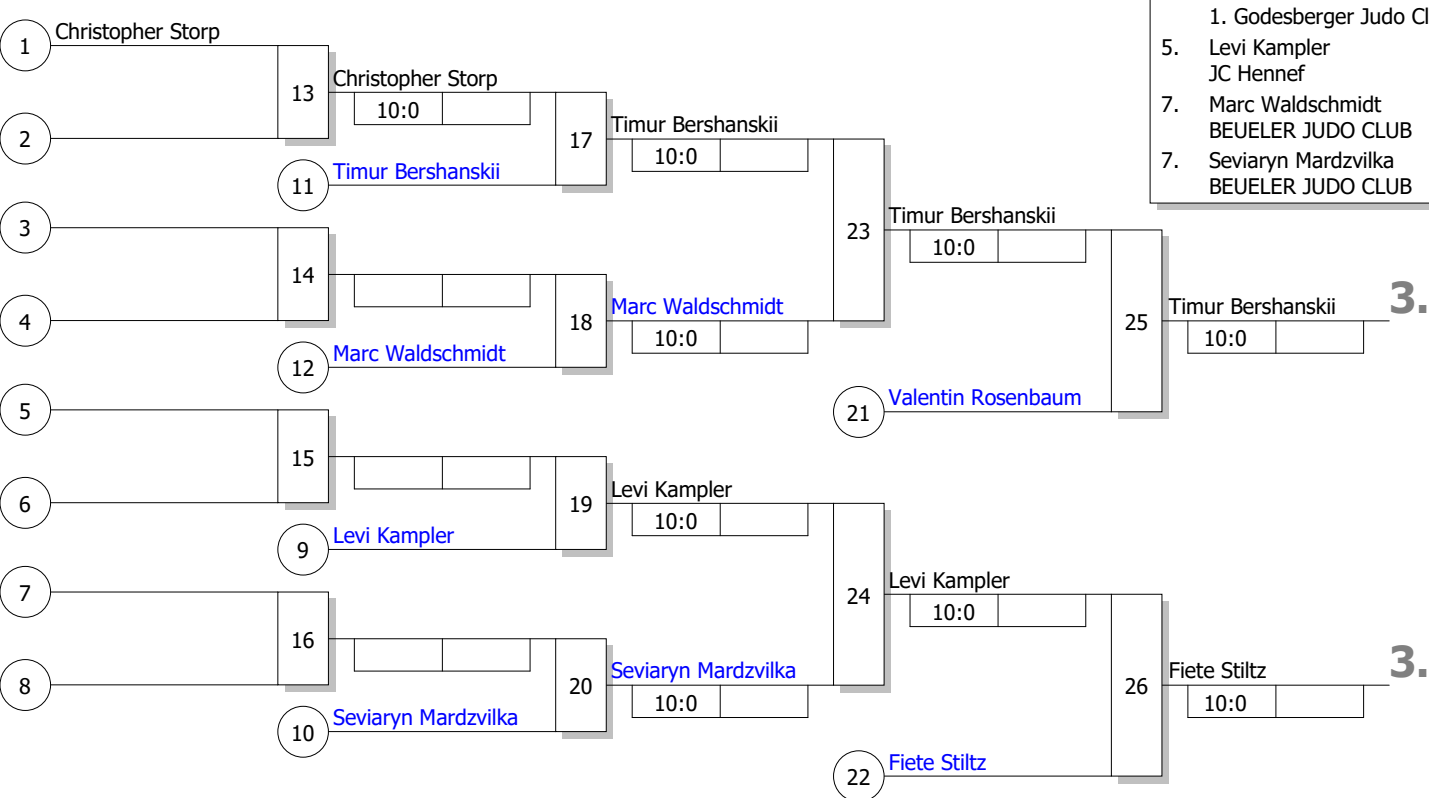 1
Christopher Storp
2
13
Christopher Storp
10:0
11
Timur Bershanskii
17
Timur Bershanskii
10:0
3
4
14
12
Marc Waldschmidt
18
Marc Waldschmidt
10:0
23
Timur Bershanskii
10:0
21
Valentin Rosenbaum
25
Timur Bershanskii
10:0
3.
5
6
15
9
Levi Kampler
19
Levi Kampler
10:0
7
8
16
10
Seviaryn Mardzvilka
20
Seviaryn Mardzvilka
10:0
24
Levi Kampler
10:0
22
Fiete Stiltz
26
Fiete Stiltz
10:0
3.
1. Godesberger Judo Cl
5. Levi Kampler
JC Hennef
7. Marc Waldschmidt
BEUELER JUDO CLUB
7. Seviaryn Mardzvilka
BEUELER JUDO CLUB